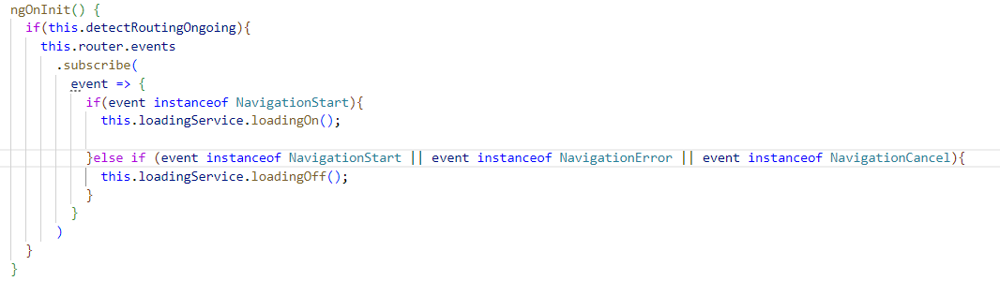 ngOnInit() {
if(this.detectRoutingOngoing){
this.router.events
.subscribe(
event => {
if(event instanceof NavigationStart){
this.loadingService.loadingOn();
}else if (event instanceof NavigationStart || event instanceof NavigationError || event instanceof NavigationCancel){
this.loadingService.loadingOff();
}
}
)
}
}